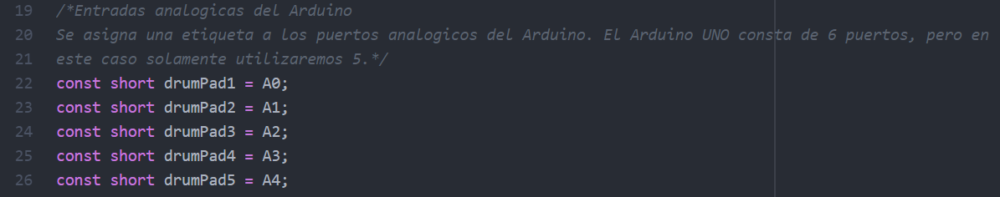 19 /*Entradas analogicas del Arduino
20 Se asigna una etiqueta a los puertos analogicos del Arduino. El Arduino UNO consta de 6 puertos, pero en
21 este caso solamente utilizaremos 5.*/
22 const short drumPad1 = A0;
23 const short drumPad2 = A1;
24 const short drumPad3 = A2;
25 const short drumPad4 = A3;
26 const short drumPad5 = A4;